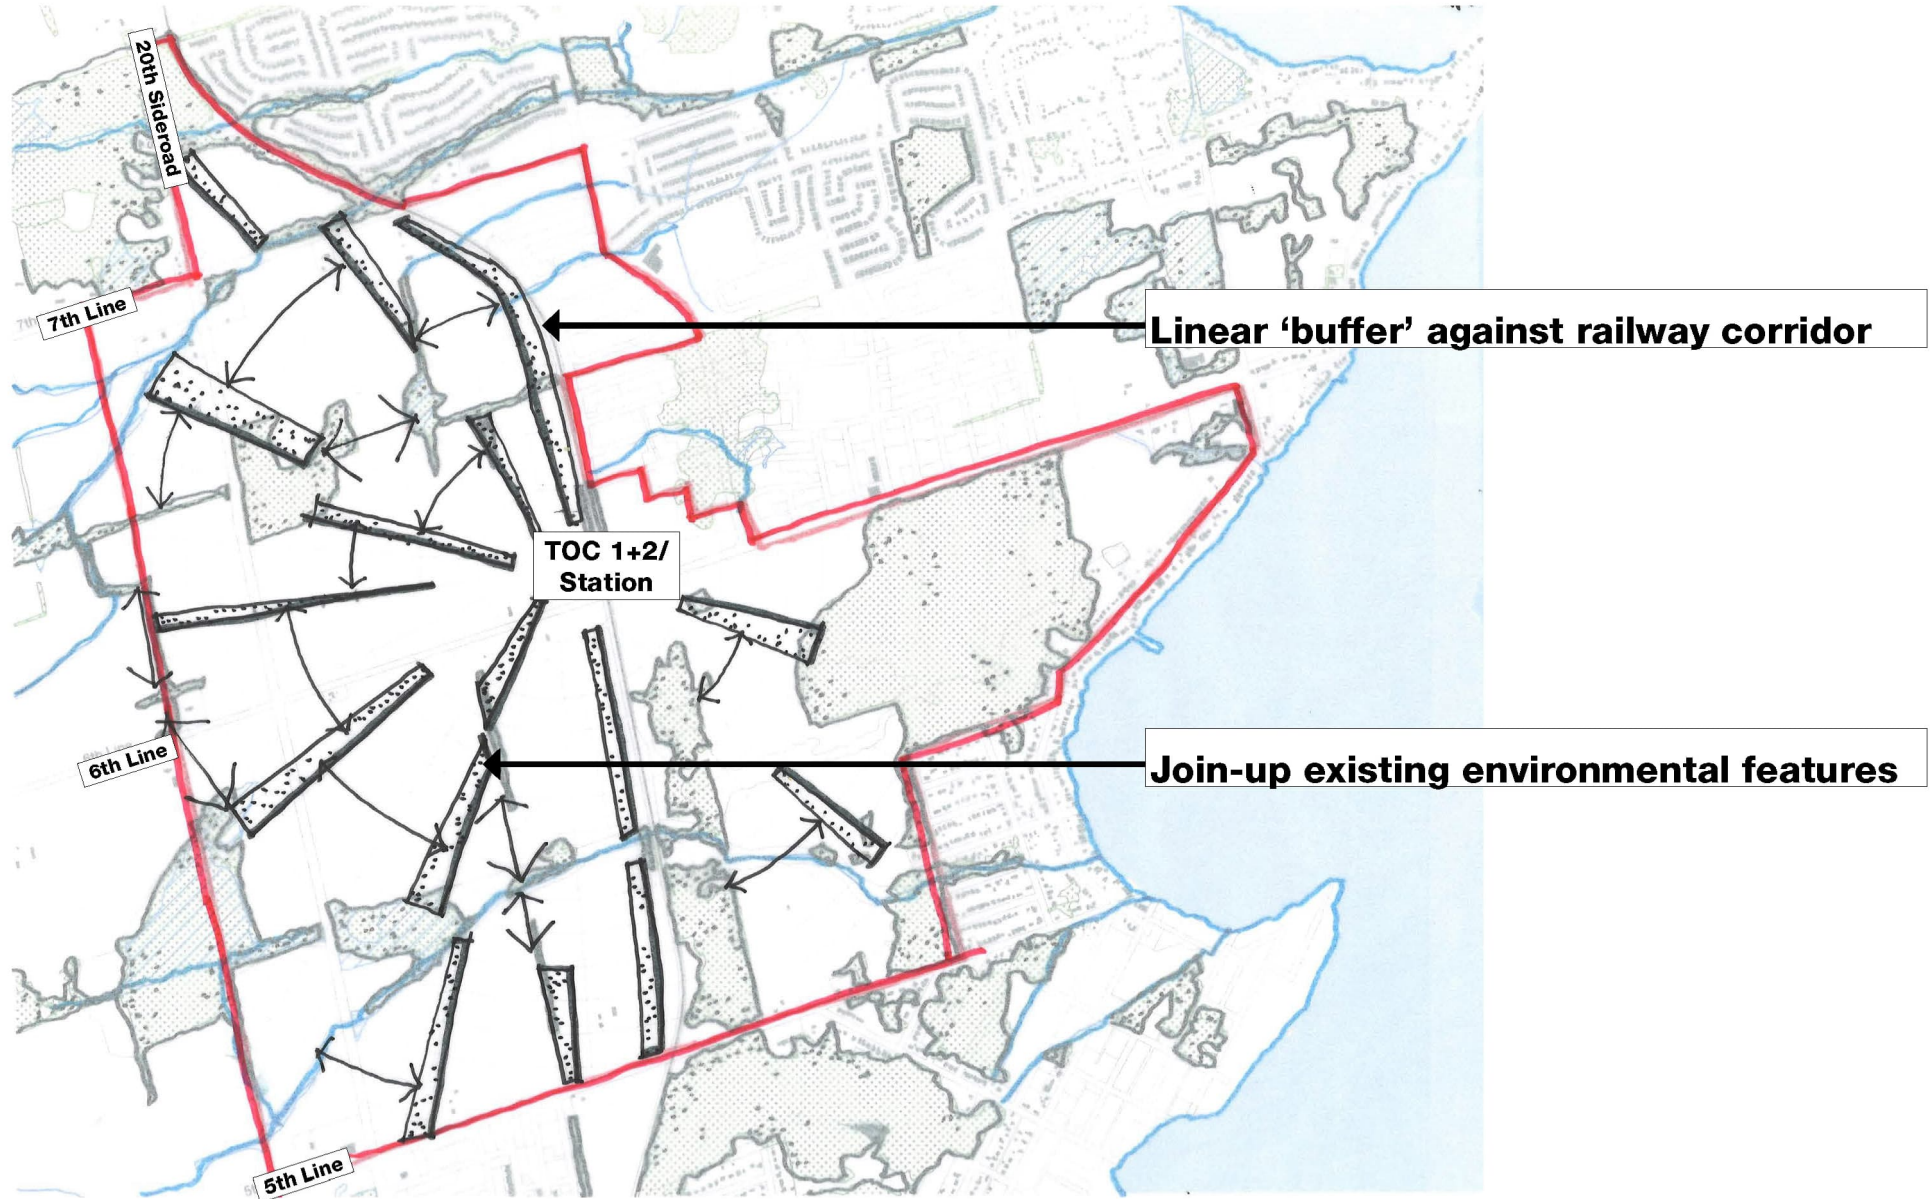 20th Sideroad
7th Line
Linear ‘buffer’ against railway corridor
TOC 1+2/
Station
6th Line
Join-up existing environmental features
5th Line